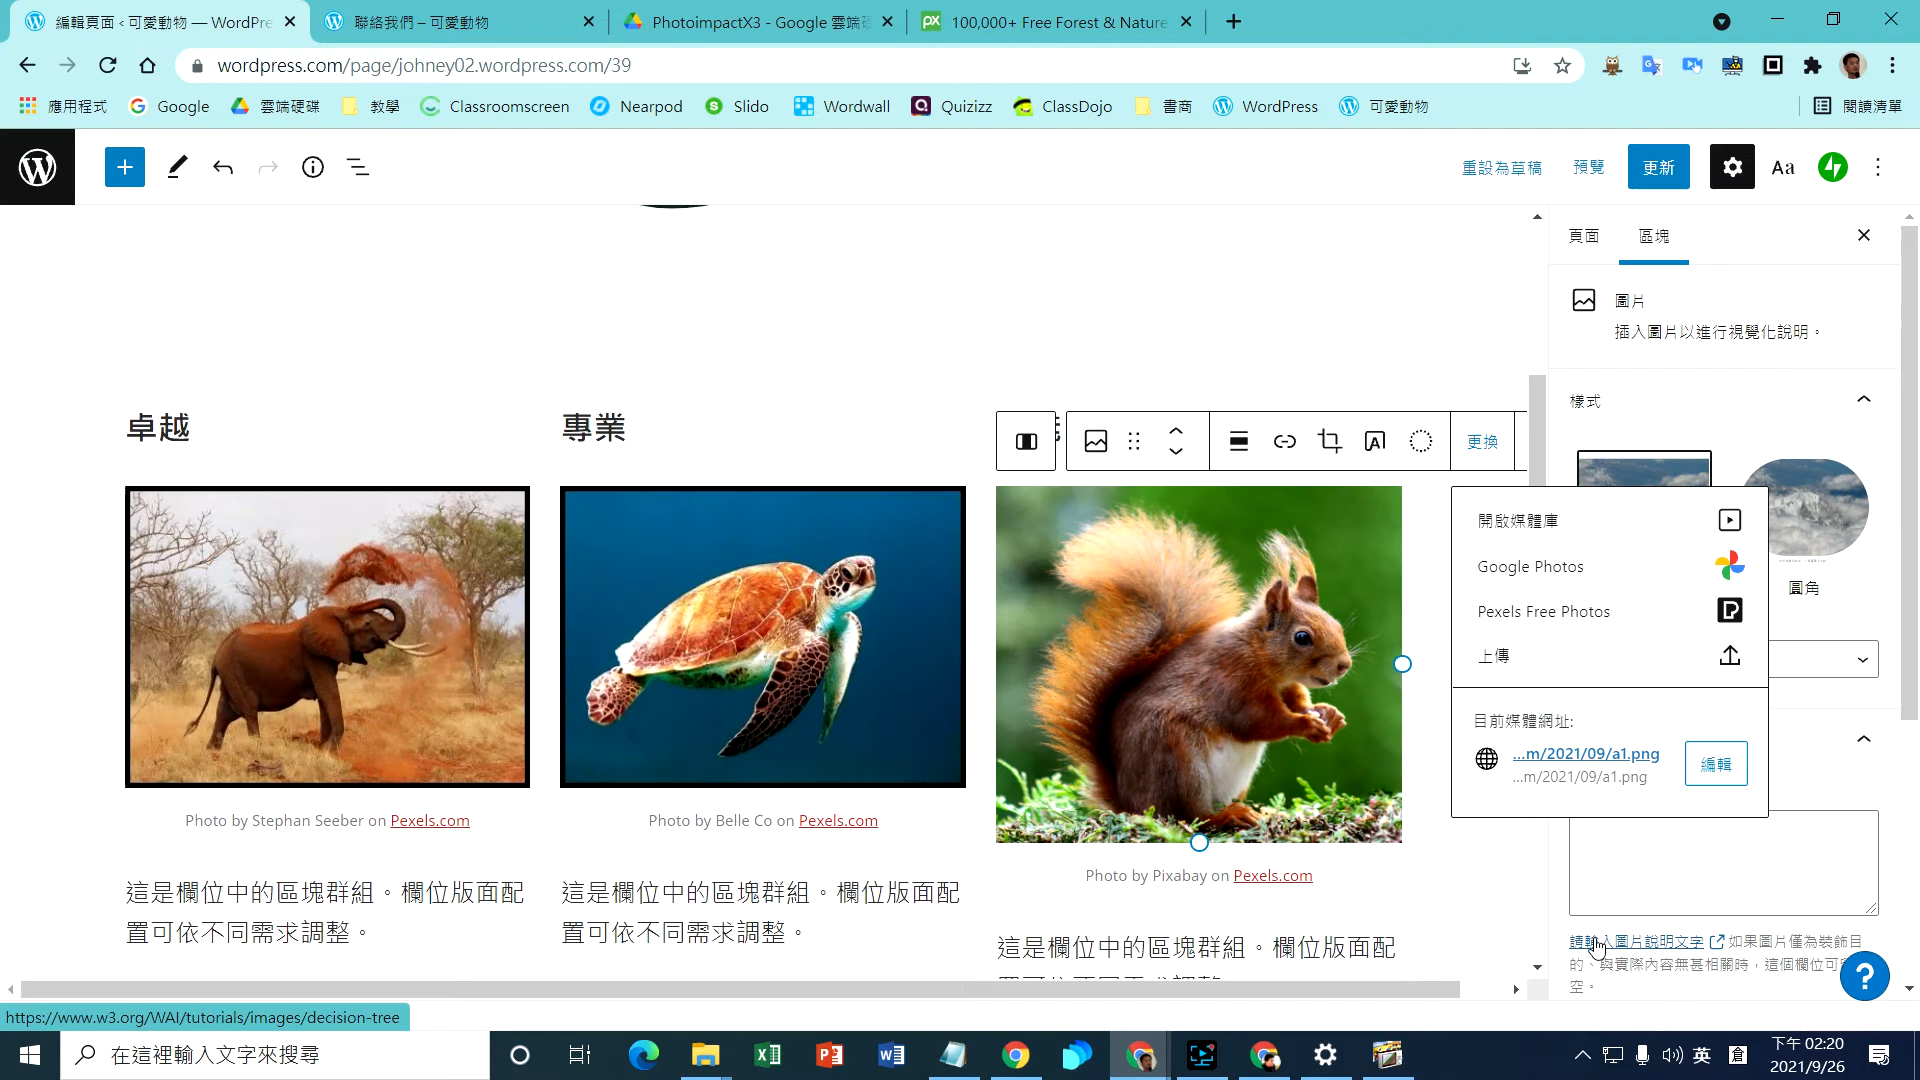 編輯頁面 ‹ 可愛動物 — WordPre
聯絡我們 – 可愛動物
PhotoimpactX3 - Google 雲端硬
100,000+ Free Forest & Nature
wordpress.com/page/johney02.wordpress.com/39
應用程式
Google
雲端硬碟
教學
Classroomscreen
Nearpod
Slido
Wordwall
Quizizz
ClassDojo
書商
WordPress
可愛動物
閱讀清單
重設為草稿
預覽
更新
Aa
頁面
區塊
圖片
插入圖片以進行視覺化說明。
樣式
圓角
卓越
專業
更換
開啟媒體庫
Google Photos
Pexels Free Photos
上傳
目前媒體網址:
...m/2021/09/a1.png
...m/2021/09/a1.png
編輯
Photo by Stephan Seeber on Pexels.com
Photo by Belle Co on Pexels.com
Photo by Pixabay on Pexels.com
這是欄位中的區塊群組。欄位版面配
置可依不同需求調整。
這是欄位中的區塊群組。欄位版面配
置可依不同需求調整。
這是欄位中的區塊群組。欄位版面配
請輸入圖片說明文字 如果圖片僅為裝飾目
的、與實際內容無甚相關時，這個欄位可
空。
https://www.w3.org/WAI/tutorials/images/decision-tree
在這裡輸入文字來搜尋
英
倉
下午 02:20
2021/9/26